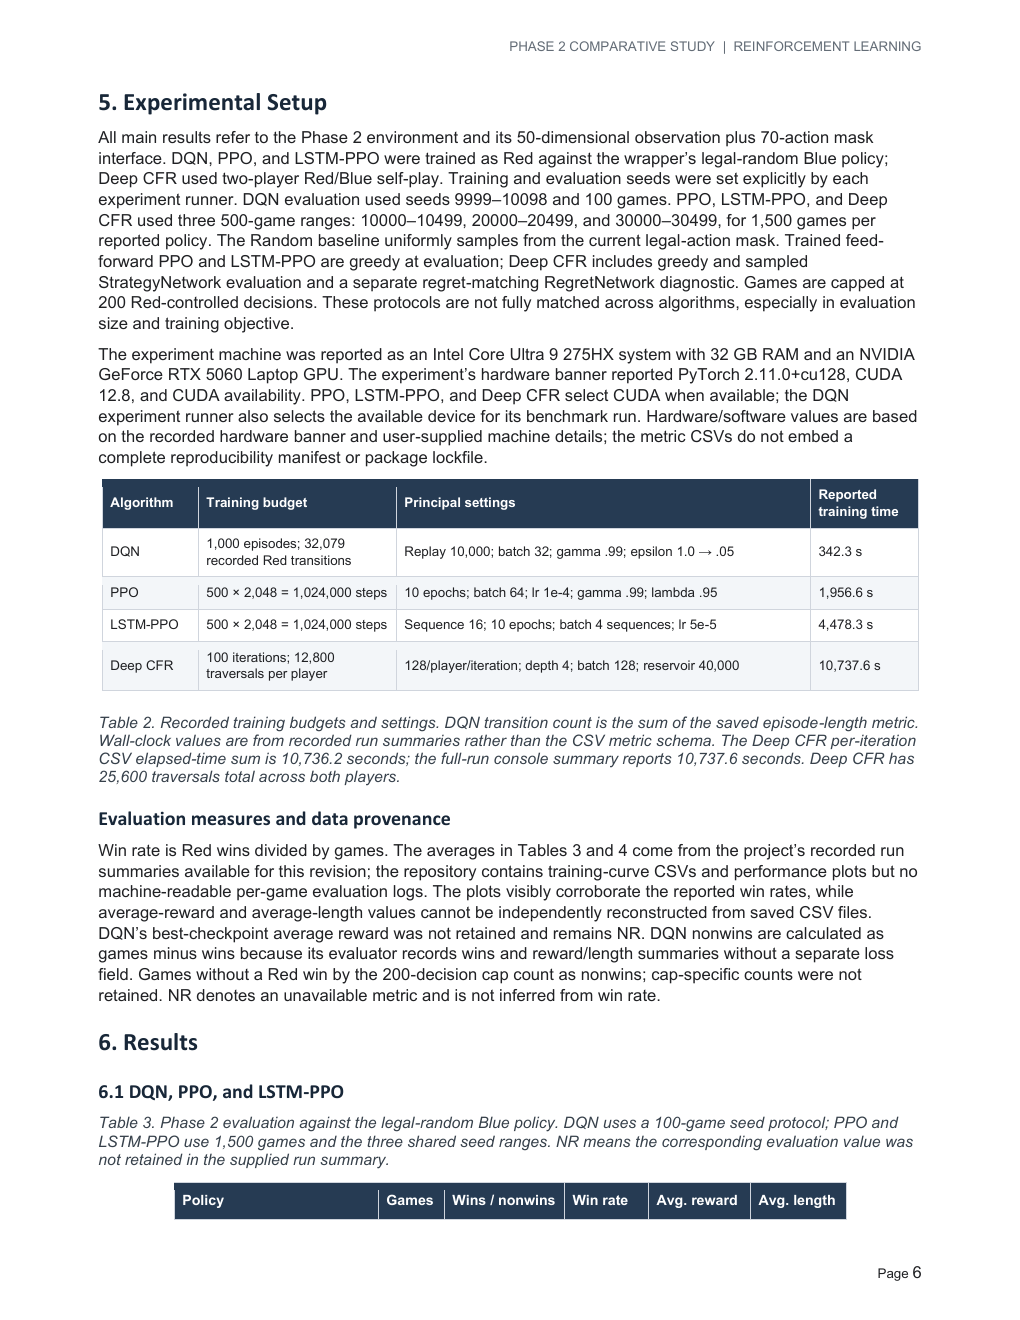 PHASE 2 COMPARATIVE STUDY | REINFORCEMENT LEARNING
5. Experimental Setup
All main results refer to the Phase 2 environment and its 50-dimensional observation plus 70-action mask
interface. DQN, PPO, and LSTM-PPO were trained as Red against the wrapper’s legal-random Blue policy;
Deep CFR used two-player Red/Blue self-play. Training and evaluation seeds were set explicitly by each
experiment runner. DQN evaluation used seeds 9999–10098 and 100 games. PPO, LSTM-PPO, and Deep
CFR used three 500-game ranges: 10000–10499, 20000–20499, and 30000–30499, for 1,500 games per
reported policy. The Random baseline uniformly samples from the current legal-action mask. Trained feed-
forward PPO and LSTM-PPO are greedy at evaluation; Deep CFR includes greedy and sampled
StrategyNetwork evaluation and a separate regret-matching RegretNetwork diagnostic. Games are capped at
200 Red-controlled decisions. These protocols are not fully matched across algorithms, especially in evaluation
size and training objective.
The experiment machine was reported as an Intel Core Ultra 9 275HX system with 32 GB RAM and an NVIDIA
GeForce RTX 5060 Laptop GPU. The experiment’s hardware banner reported PyTorch 2.11.0+cu128, CUDA
12.8, and CUDA availability. PPO, LSTM-PPO, and Deep CFR select CUDA when available; the DQN
experiment runner also selects the available device for its benchmark run. Hardware/software values are based
on the recorded hardware banner and user-supplied machine details; the metric CSVs do not embed a
complete reproducibility manifest or package lockfile.
Algorithm Training budget Principal settings Reported training time
DQN 1,000 episodes; 32,079 recorded Red transitions Replay 10,000; batch 32; gamma .99; epsilon 1.0 → .05 342.3 s
PPO 500 × 2,048 = 1,024,000 steps 10 epochs; batch 64; lr 1e-4; gamma .99; lambda .95 1,956.6 s
LSTM-PPO 500 × 2,048 = 1,024,000 steps Sequence 16; 10 epochs; batch 4 sequences; lr 5e-5 4,478.3 s
Deep CFR 100 iterations; 12,800 traversals per player 128/player/iteration; depth 4; batch 128; reservoir 40,000 10,737.6 s
Table 2. Recorded training budgets and settings. DQN transition count is the sum of the saved episode-length metric.
Wall-clock values are from recorded run summaries rather than the CSV metric schema. The Deep CFR per-iteration
CSV elapsed-time sum is 10,736.2 seconds; the full-run console summary reports 10,737.6 seconds. Deep CFR has
25,600 traversals total across both players.
Evaluation measures and data provenance
Win rate is Red wins divided by games. The averages in Tables 3 and 4 come from the project’s recorded run
summaries available for this revision; the repository contains training-curve CSVs and performance plots but no
machine-readable per-game evaluation logs. The plots visibly corroborate the reported win rates, while
average-reward and average-length values cannot be independently reconstructed from saved CSV files.
DQN’s best-checkpoint average reward was not retained and remains NR. DQN nonwins are calculated as
games minus wins because its evaluator records wins and reward/length summaries without a separate loss
field. Games without a Red win by the 200-decision cap count as nonwins; cap-specific counts were not
retained. NR denotes an unavailable metric and is not inferred from win rate.
6. Results
6.1 DQN, PPO, and LSTM-PPO
Table 3. Phase 2 evaluation against the legal-random Blue policy. DQN uses a 100-game seed protocol; PPO and
LSTM-PPO use 1,500 games and the three shared seed ranges. NR means the corresponding evaluation value was
not retained in the supplied run summary.
Policy Games Wins / nonwins Win rate Avg. reward Avg. length
Page 6